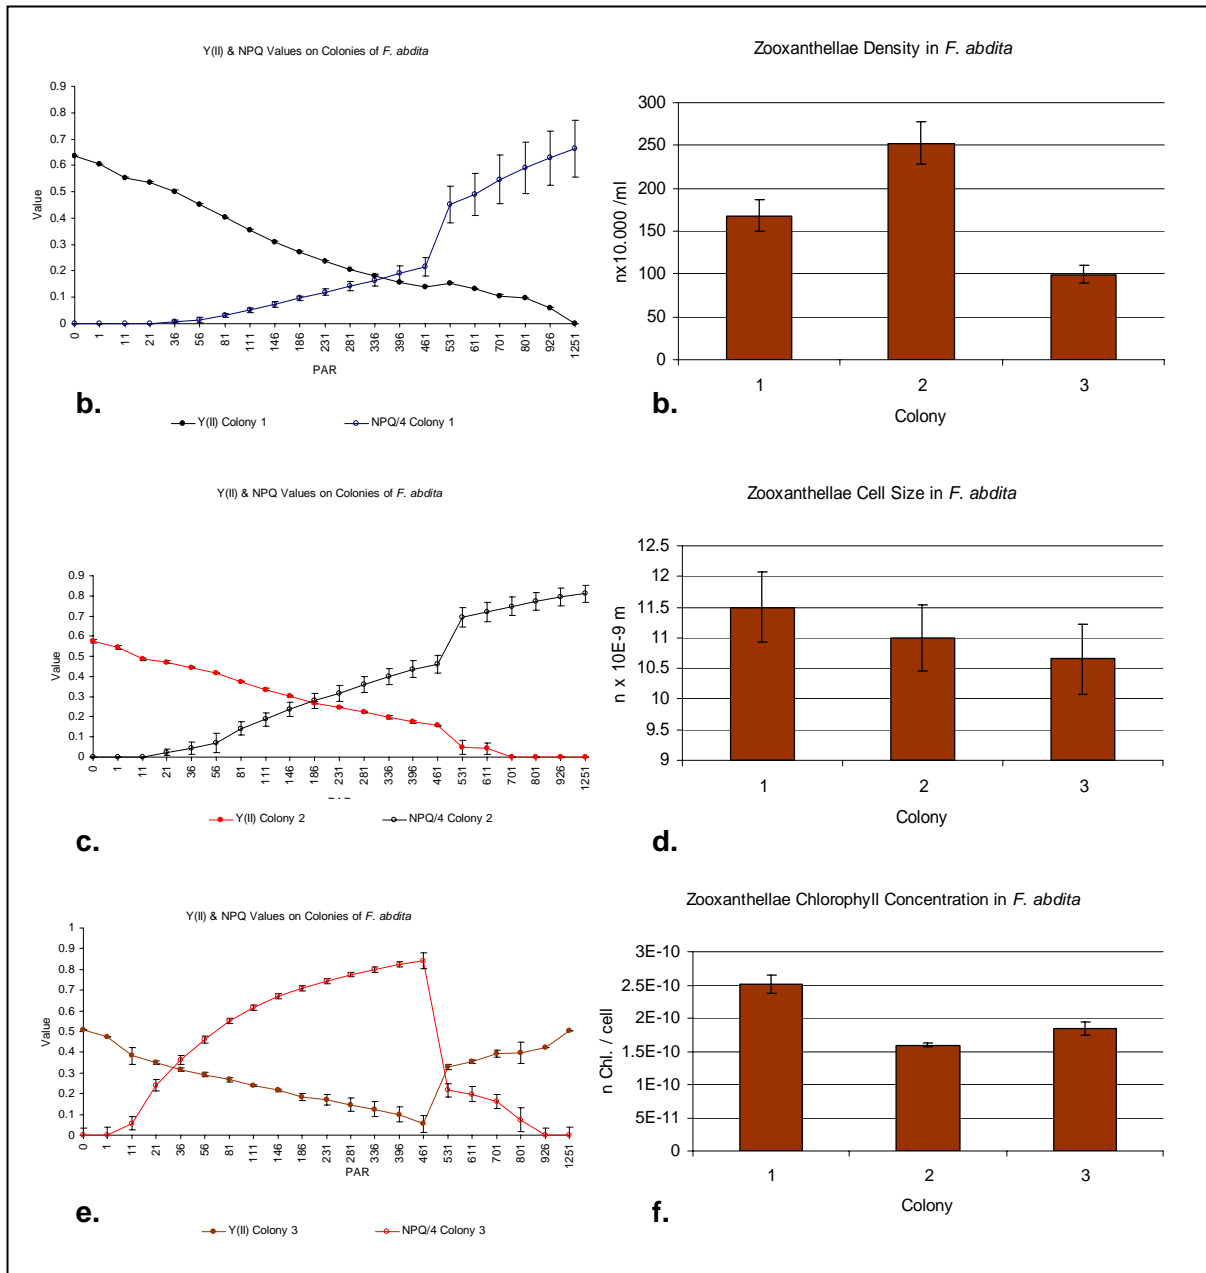 Y(II) & NPQ Values on Colonies of F. abdita
0.9
0.8
0.7
0.6
0.5
0.4
0.3
0.2
0.1
0
Value
0 1 11 21 36 56 81 111 146 186 231 281 336 396 461 531 611 701 801 926 1251
PAR
b.
Y(II) Colony 1 NPQ/4 Colony 1
Zooxanthellae Density in F. abdita
300
250
200
150
100
50
0
n×10.000 /ml
1 2 3
Colony
b.
Y(II) & NPQ Values on Colonies of F. abdita
0.9
0.8
0.7
0.6
0.5
0.4
0.3
0.2
0.1
0
Value
0 1 11 21 36 56 81 111 146 186 231 281 336 396 461 531 611 701 801 926 1251
PAR
c.
Y(II) Colony 2 NPQ/4 Colony 2
Zooxanthellae Cell Size in F. abdita
12.5
12
11.5
11
10.5
10
9.5
9
n x 10E-9 m
1 2 3
Colony
d.
Y(II) & NPQ Values on Colonies of F. abdita
1
0.9
0.8
0.7
0.6
0.5
0.4
0.3
0.2
0.1
0
Value
0 1 11 21 36 56 81 111 146 186 231 281 336 396 461 531 611 701 801 926 1251
PAR
e.
Y(II) Colony 3 NPQ/4 Colony 3
Zooxanthellae Chlorophyll Concentration in F. abdita
3E-10
2.5E-10
2E-10
1.5E-10
1E-10
5E-11
0
n Chl. / cell
1 2 3
Colony
f.